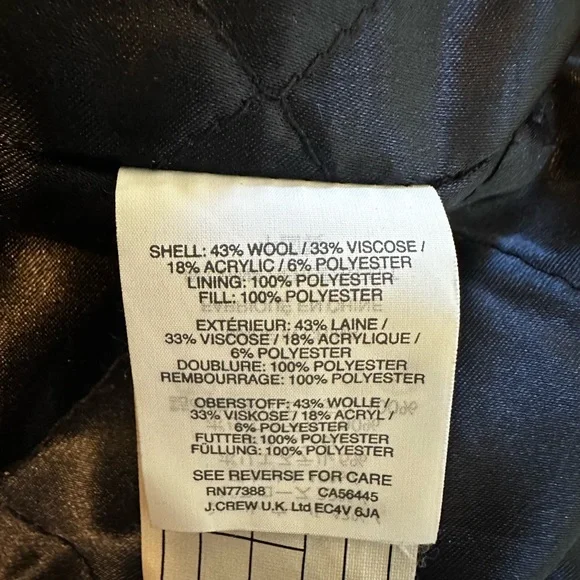 SHELL: 43% WOOL / 33% VISCOSE /
18% ACRYLIC / 6% POLYESTER
LINING: 100% POLYESTER
FILL: 100% POLYESTER
EXTÉRIEUR: 43% LAINE /
33% VISCOSE / 18% ACRYLIQUE /
6% POLYESTER
DOUBLURE: 100% POLYESTER
REMBOURRAGE: 100% POLYESTER
OBERSTOFF: 43% WOLLE /
33% VISKOSE / 18% ACRYL /
6% POLYESTER
FUTTER: 100% POLYESTER
FÜLLUNG: 100% POLYESTER
SEE REVERSE FOR CARE
RN77388 CA56445
J.CREW U.K. Ltd EC4V 6JA